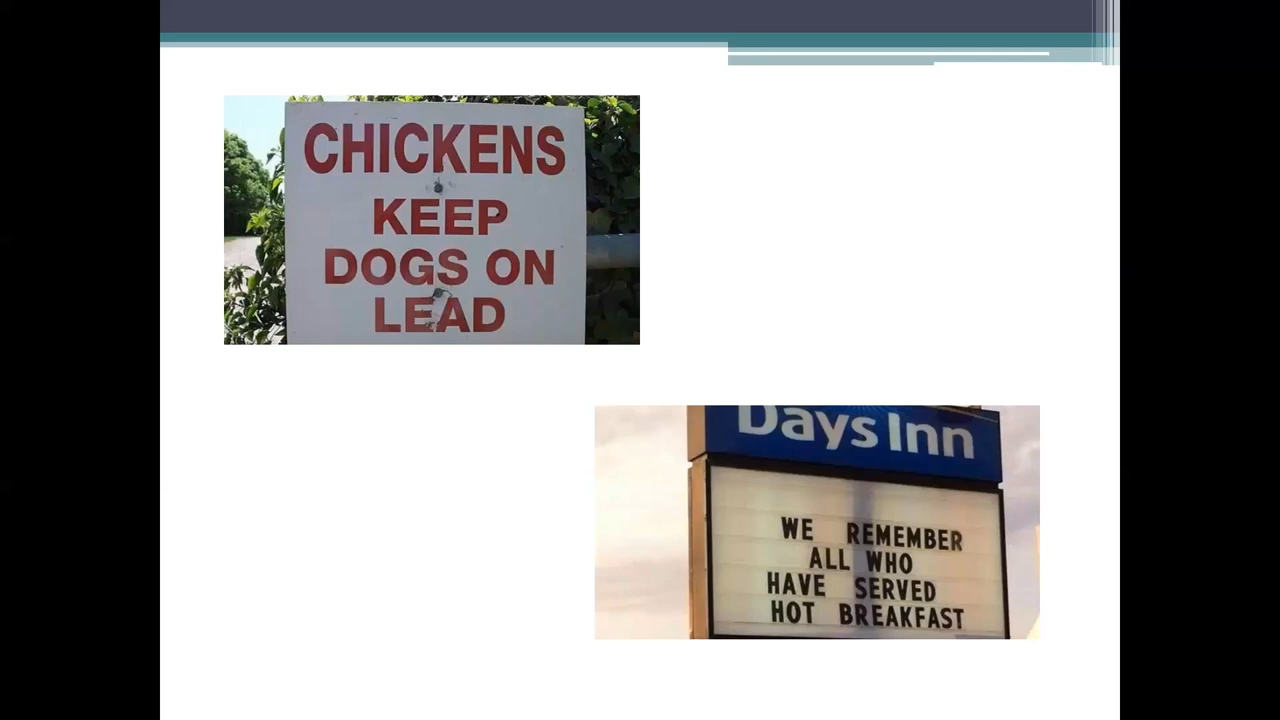 CHICKENS
KEEP
DOGS ON
LEAD
Days Inn
WE REMEMBER
ALL WHO
HAVE SERVED
HOT BREAKFAST